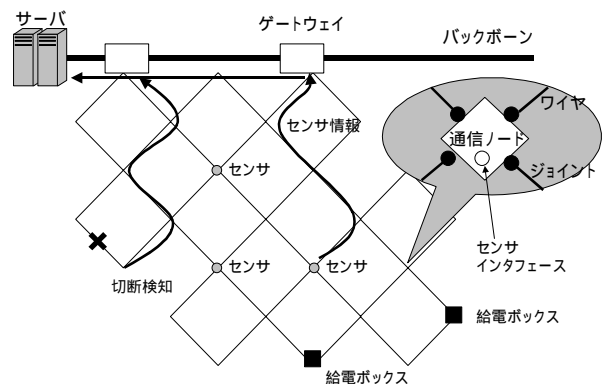 サーバ
ゲートウェイ
バックボーン
センサ情報
ワイヤ
通信ノード
ジョイント
センサ
センサ
センサ
センサ
インタフェース
切断検知
給電ボックス
給電ボックス